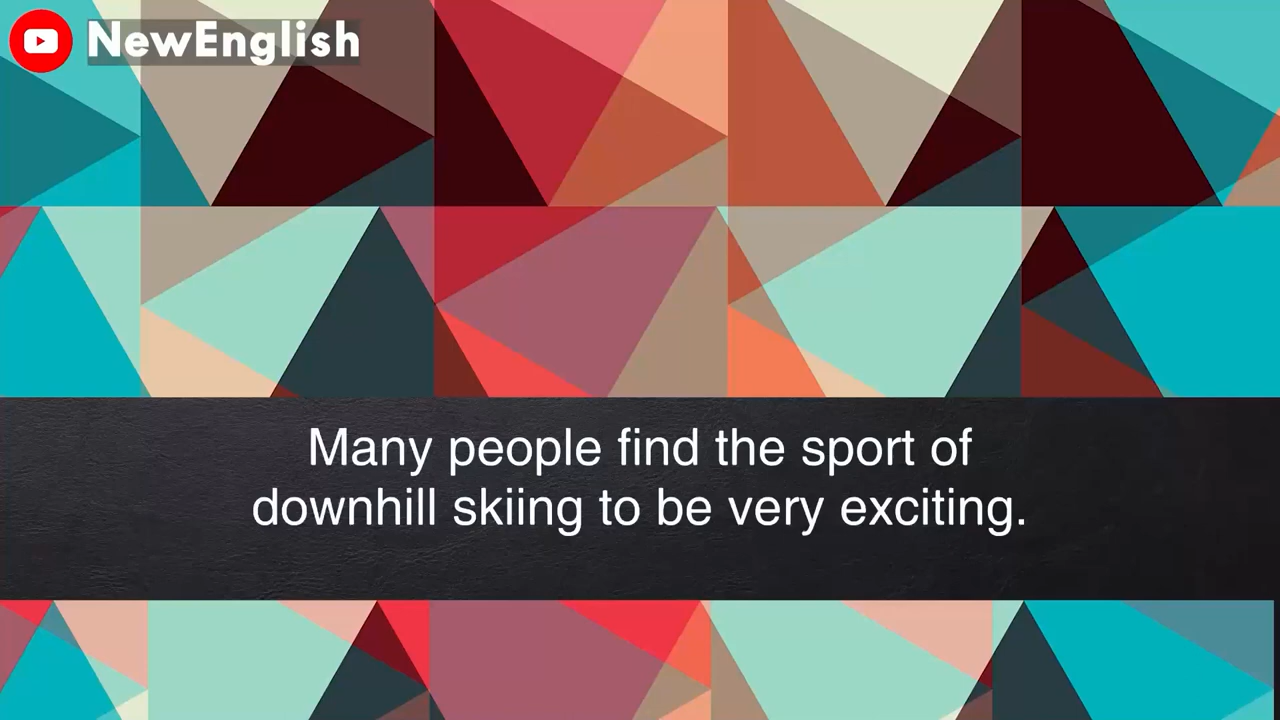 NewEnglish
Many people find the sport of
downhill skiing to be very exciting.